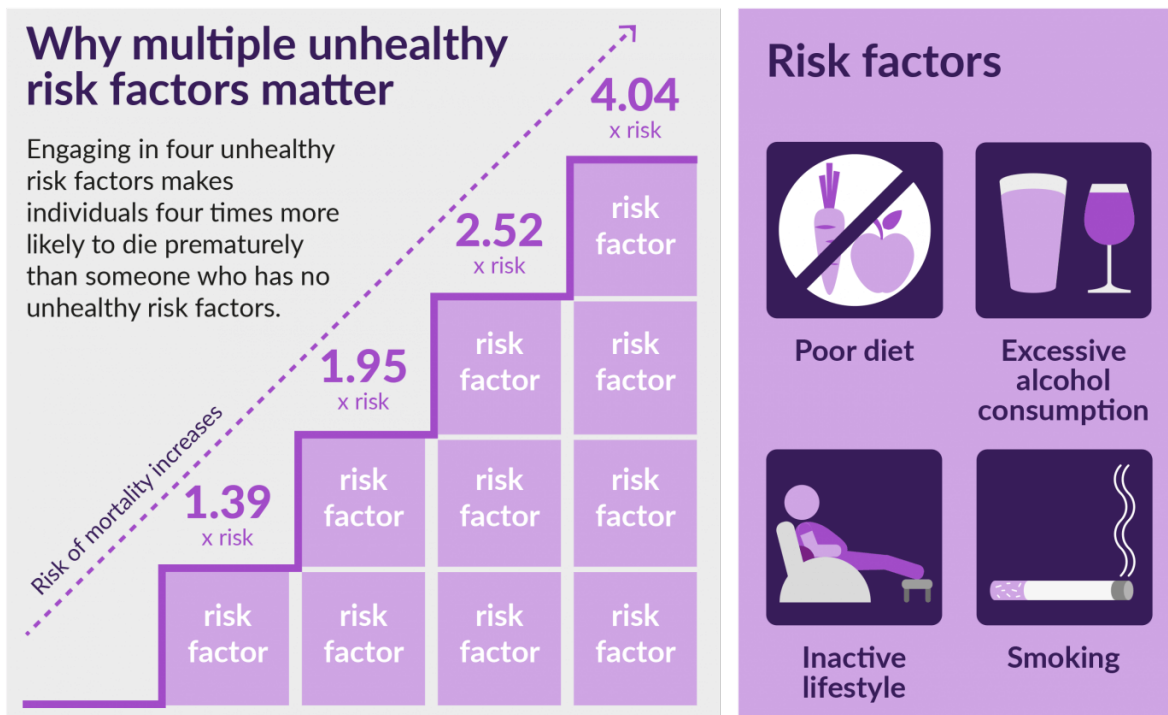 Why multiple unhealthy
risk factors matter
Engaging in four unhealthy
risk factors makes
individuals four times more
likely to die prematurely
than someone who has no
unhealthy risk factors.
Risk of mortality increases
1.39
x risk
1.95
x risk
2.52
x risk
4.04
x risk
risk
factor
risk
factor
risk
factor
risk
factor
risk
factor
risk
factor
risk
factor
risk
factor
risk
factor
risk
factor
Risk factors
Poor diet
Excessive
alcohol
consumption
Inactive
lifestyle
Smoking